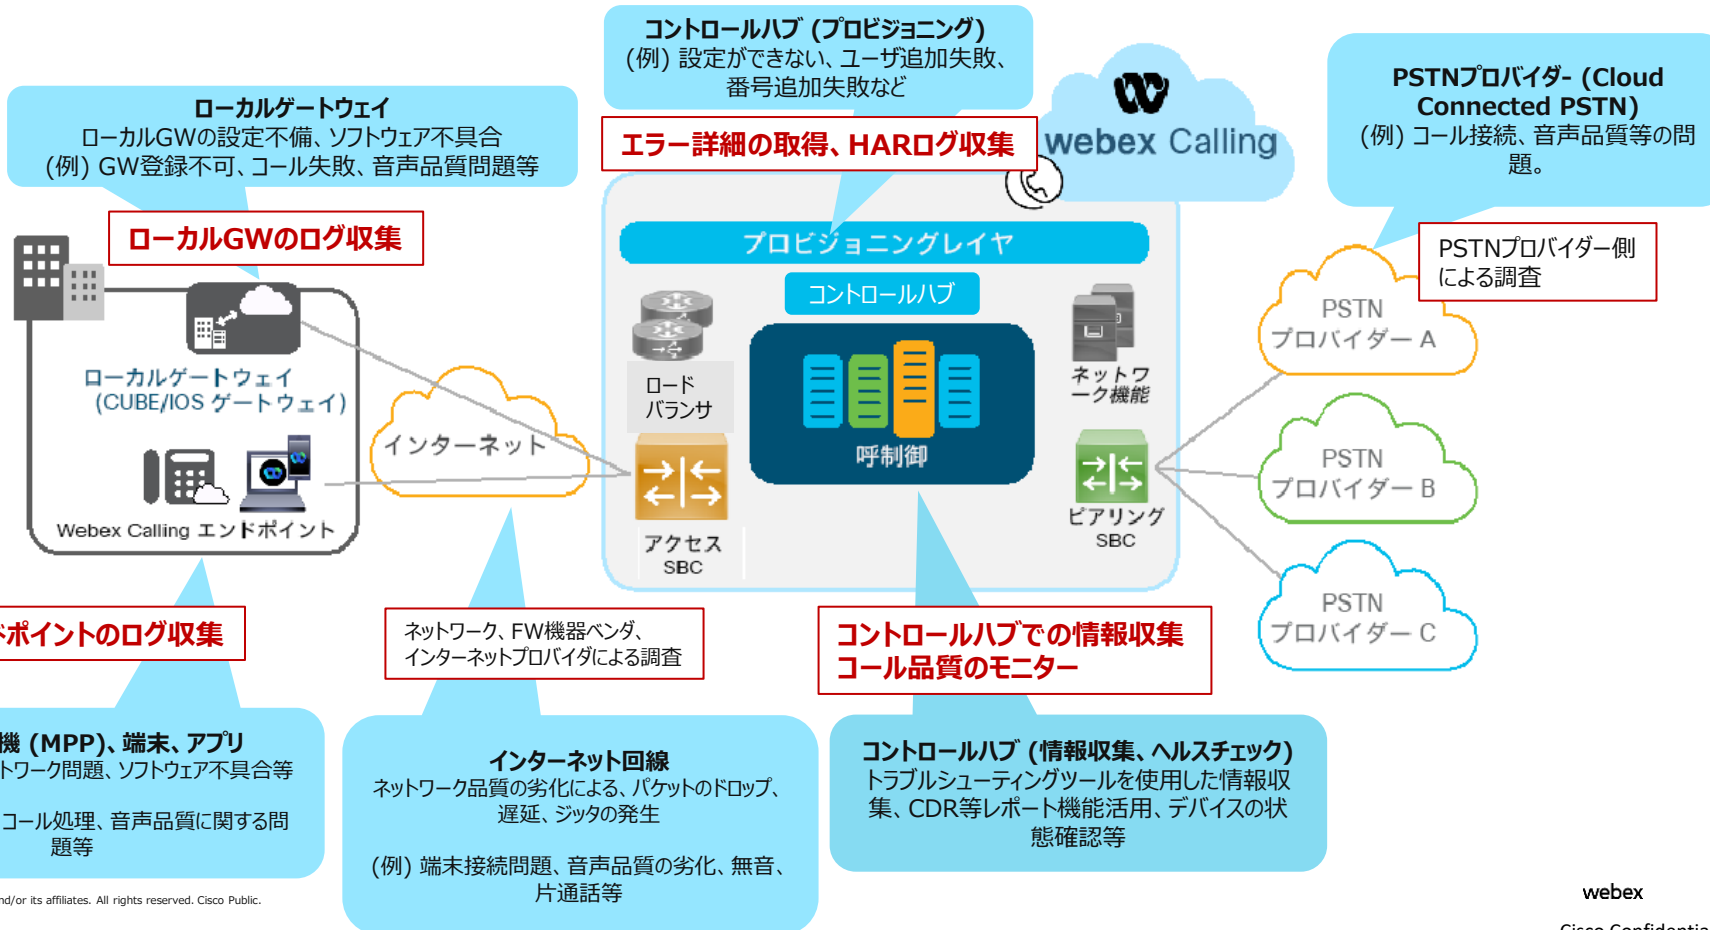 コントロールハブ (プロビジョニング)
(例) 設定ができない、ユーザ追加失敗、
番号追加失敗など
エラー詳細の取得、HARログ収集
webex Calling
PSTNプロバイダ- (Cloud
Connected PSTN)
(例) コール接続、音声品質等の問
題。
PSTNプロバイダー側
による調査
ローカルゲートウェイ
ローカルGWの設定不備、ソフトウェア不具合
(例) GW登録不可、コール失敗、音声品質問題等
ローカルGWのログ収集
ローカルゲートウェイ
(CUBE/IOS ゲートウェイ)
Webex Calling エンドポイント
インターネット
プロビジョニングレイヤ
コントロールハブ
ロード
バランサ
アクセス
SBC
呼制御
ネットワ
ーク機能
ピアリング
SBC
PSTN
プロバイダー A
PSTN
プロバイダー B
PSTN
プロバイダー C
ドポイントのログ収集
機 (MPP)、端末、アプリ
トワーク問題、ソフトウェア不具合等
コール処理、音声品質に関する問
題等
ネットワーク、FW機器ベンダ、
インターネットプロバイダによる調査
インターネット回線
ネットワーク品質の劣化による、パケットのドロップ、
遅延、ジッタの発生
(例) 端末接続問題、音声品質の劣化、無音、
片通話等
コントロールハブでの情報収集
コール品質のモニター
コントロールハブ (情報収集、ヘルスチェック)
トラブルシューティングツールを使用した情報収
集、CDR等レポート機能活用、デバイスの状
態確認等
nd/or its affiliates. All rights reserved. Cisco Public.
webex
Cisco Confidentia